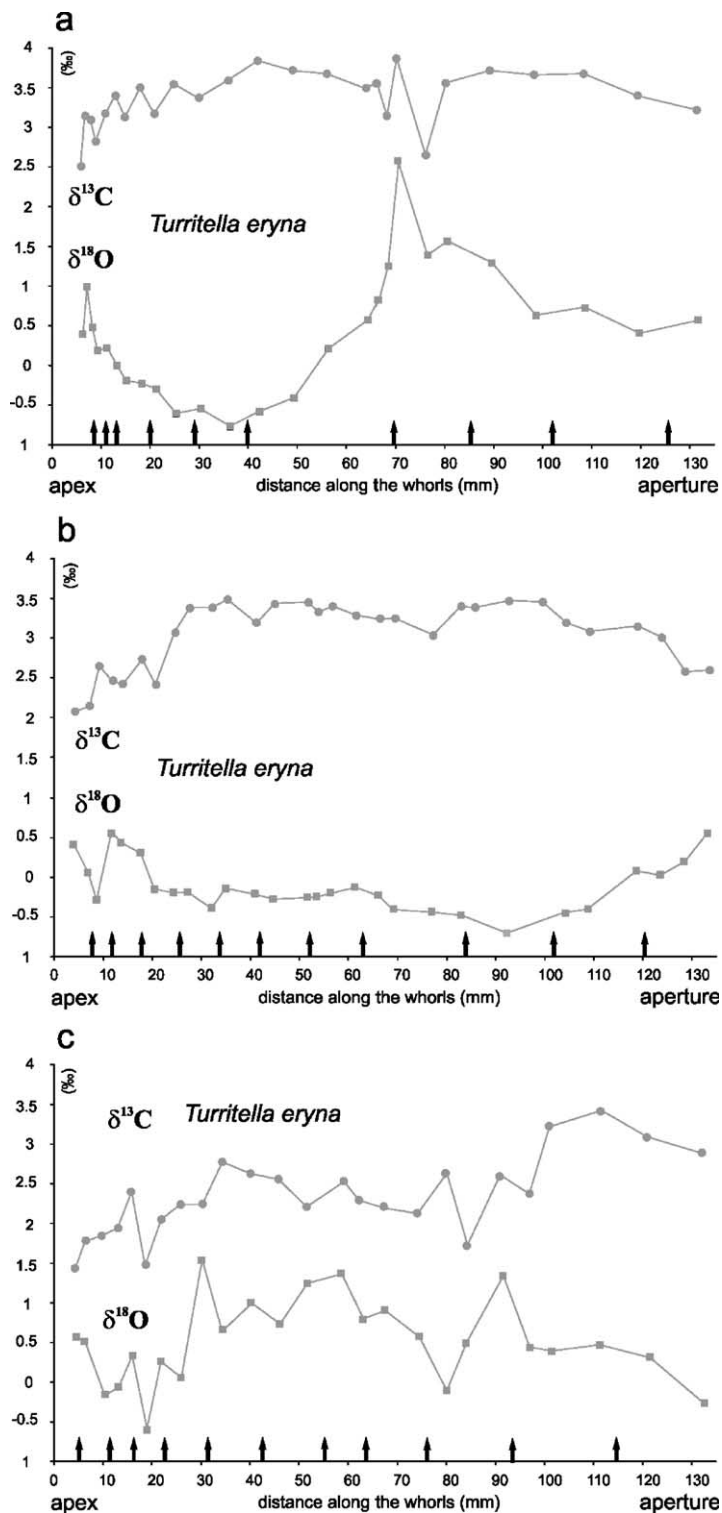 a
(‰)
4
3.5
3
2.5
2
1.5
1
0.5
0
-0.5
1
δ¹³C
Turritella eryna
δ¹⁸O
0 10 20 30 40 50 60 70 80 90 100 110 120 130
apex distance along the whorls (mm) aperture
b
(‰)
4
3.5
3
2.5
2
1.5
1
0.5
0
-0.5
1
δ¹³C
Turritella eryna
δ¹⁸O
0 10 20 30 40 50 60 70 80 90 100 110 120 130
apex distance along the whorls (mm) aperture
c
(‰)
4
3.5
3
2.5
2
1.5
1
0.5
0
-0.5
1
δ¹³C Turritella eryna
δ¹⁸O
0 10 20 30 40 50 60 70 80 90 100 110 120 130
apex distance along the whorls (mm) aperture